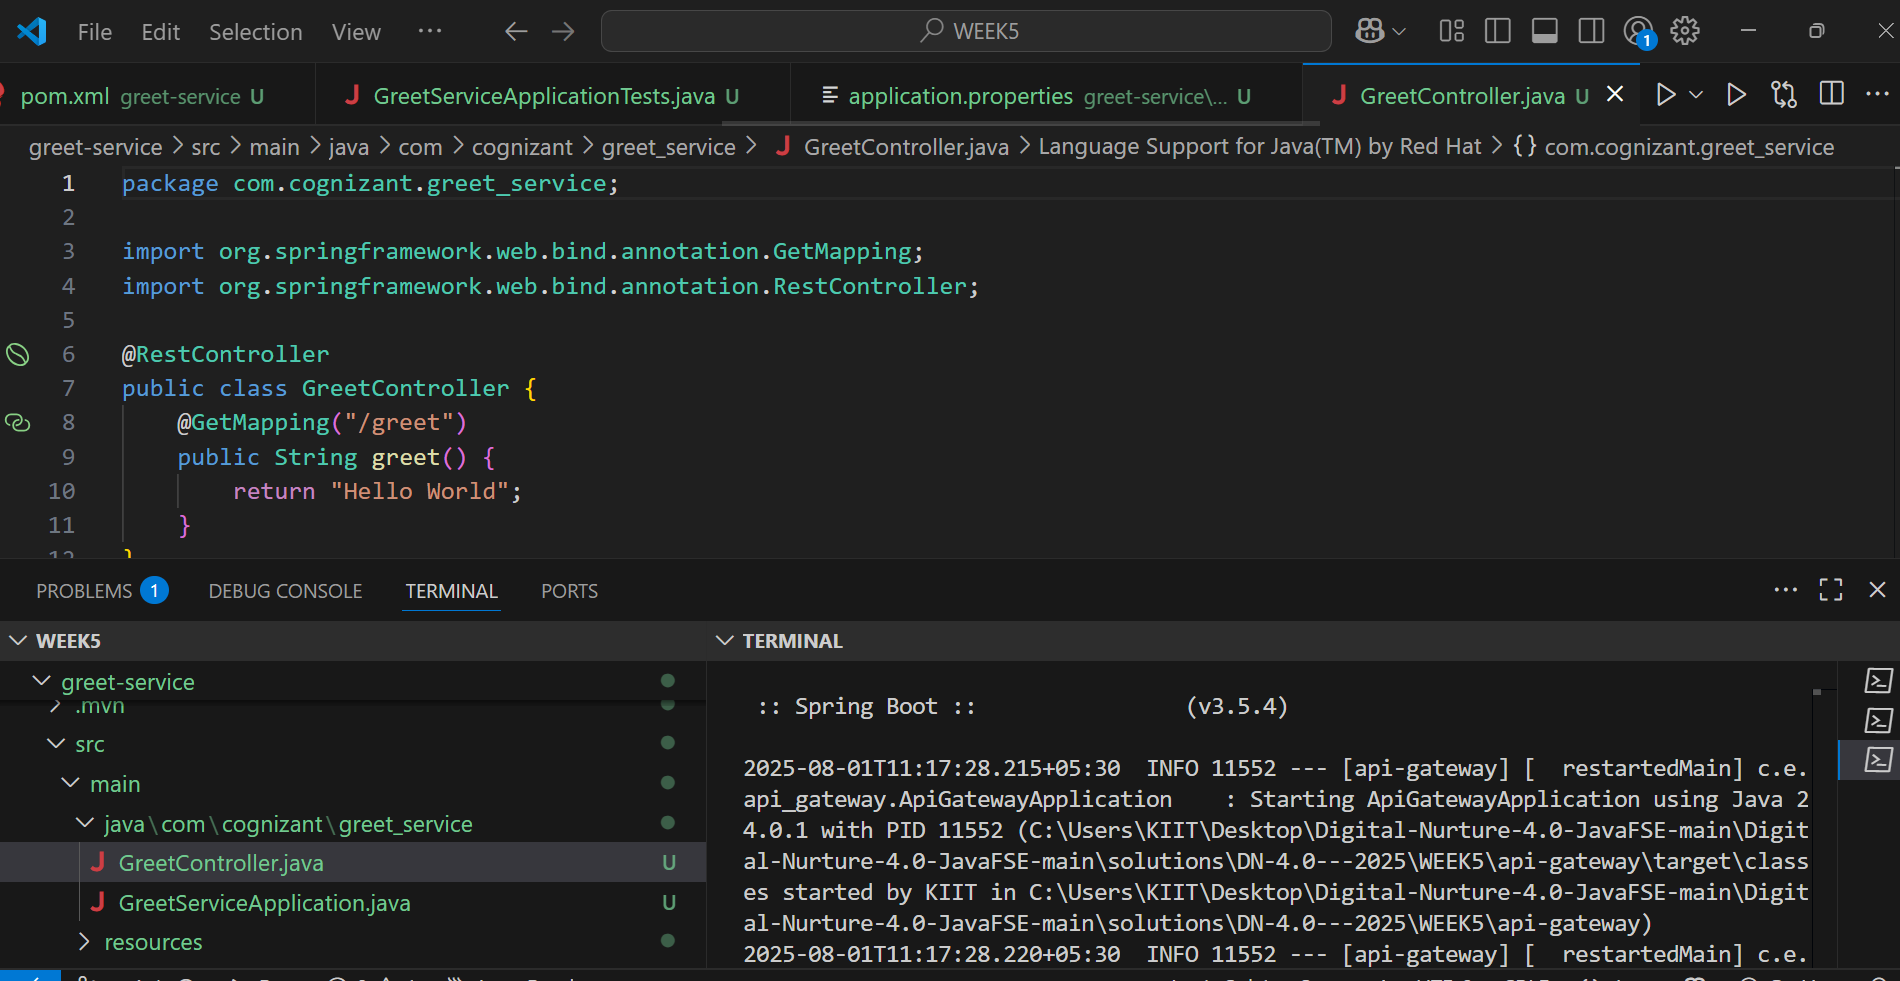 File Edit Selection View ··· WEEK5 1
pom.xml greet-service U GreetServiceApplicationTests.java U application.properties greet-service\... U GreetController.java U
greet-service > src > main > java > com > cognizant > greet_service > GreetController.java > Language Support for Java(TM) by Red Hat > {} com.cognizant.greet_service
1 package com.cognizant.greet_service;
2
3 import org.springframework.web.bind.annotation.GetMapping;
4 import org.springframework.web.bind.annotation.RestController;
5
6 @RestController
7 public class GreetController {
8 @GetMapping("/greet")
9 public String greet() {
10 return "Hello World";
11 }
12 }
PROBLEMS 1 DEBUG CONSOLE TERMINAL PORTS
WEEK5
greet-service
.mvn
src
main
java\com\cognizant\greet_service
GreetController.java U
GreetServiceApplication.java U
resources
TERMINAL
:: Spring Boot :: (v3.5.4)
2025-08-01T11:17:28.215+05:30 INFO 11552 --- [api-gateway] [ restartedMain] c.e.
api_gateway.ApiGatewayApplication : Starting ApiGatewayApplication using Java 2
4.0.1 with PID 11552 (C:\Users\KIIT\Desktop\Digital-Nurture-4.0-JavaFSE-main\Digit
al-Nurture-4.0-JavaFSE-main\solutions\DN-4.0---2025\WEEK5\api-gateway\target\class
es started by KIIT in C:\Users\KIIT\Desktop\Digital-Nurture-4.0-JavaFSE-main\Digit
al-Nurture-4.0-JavaFSE-main\solutions\DN-4.0---2025\WEEK5\api-gateway)
2025-08-01T11:17:28.220+05:30 INFO 11552 --- [api-gateway] [ restartedMain] c.e.